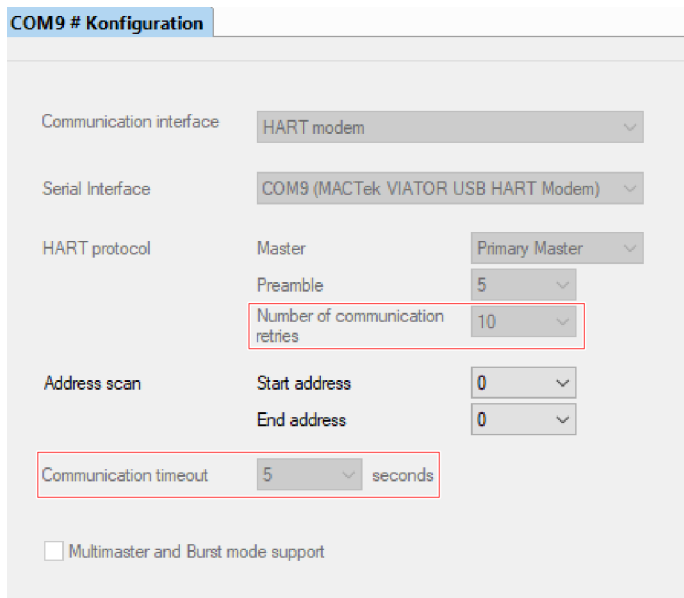 COM9 # Konfiguration
Communication interface HART modem
Serial Interface COM9 (MACTek VIATOR USB HART Modem)
HART protocol Master Primary Master
Preamble 5
Number of communication retries 10
Address scan Start address 0
End address 0
Communication timeout 5 seconds
Multimaster and Burst mode support